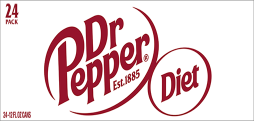 24
PACK
Dr
Pepper®
Est.1885
Diet
24-12 FL OZ CANS